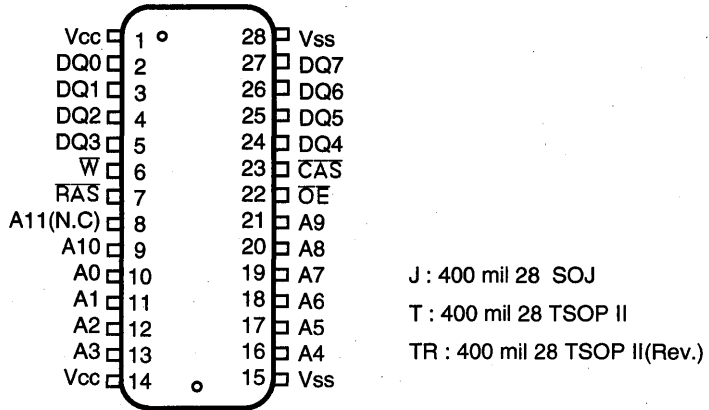 Vcc 1 28 Vss
DQ0 2 27 DQ7
DQ1 3 26 DQ6
DQ2 4 25 DQ5
DQ3 5 24 DQ4
W̅ 6 23 C̅A̅S̅
R̅A̅S̅ 7 22 O̅E̅
A11(N.C) 8 21 A9
A10 9 20 A8
A0 10 19 A7
A1 11 18 A6
A2 12 17 A5
A3 13 16 A4
Vcc 14 15 Vss
J : 400 mil 28 SOJ
T : 400 mil 28 TSOP II
TR : 400 mil 28 TSOP II(Rev.)